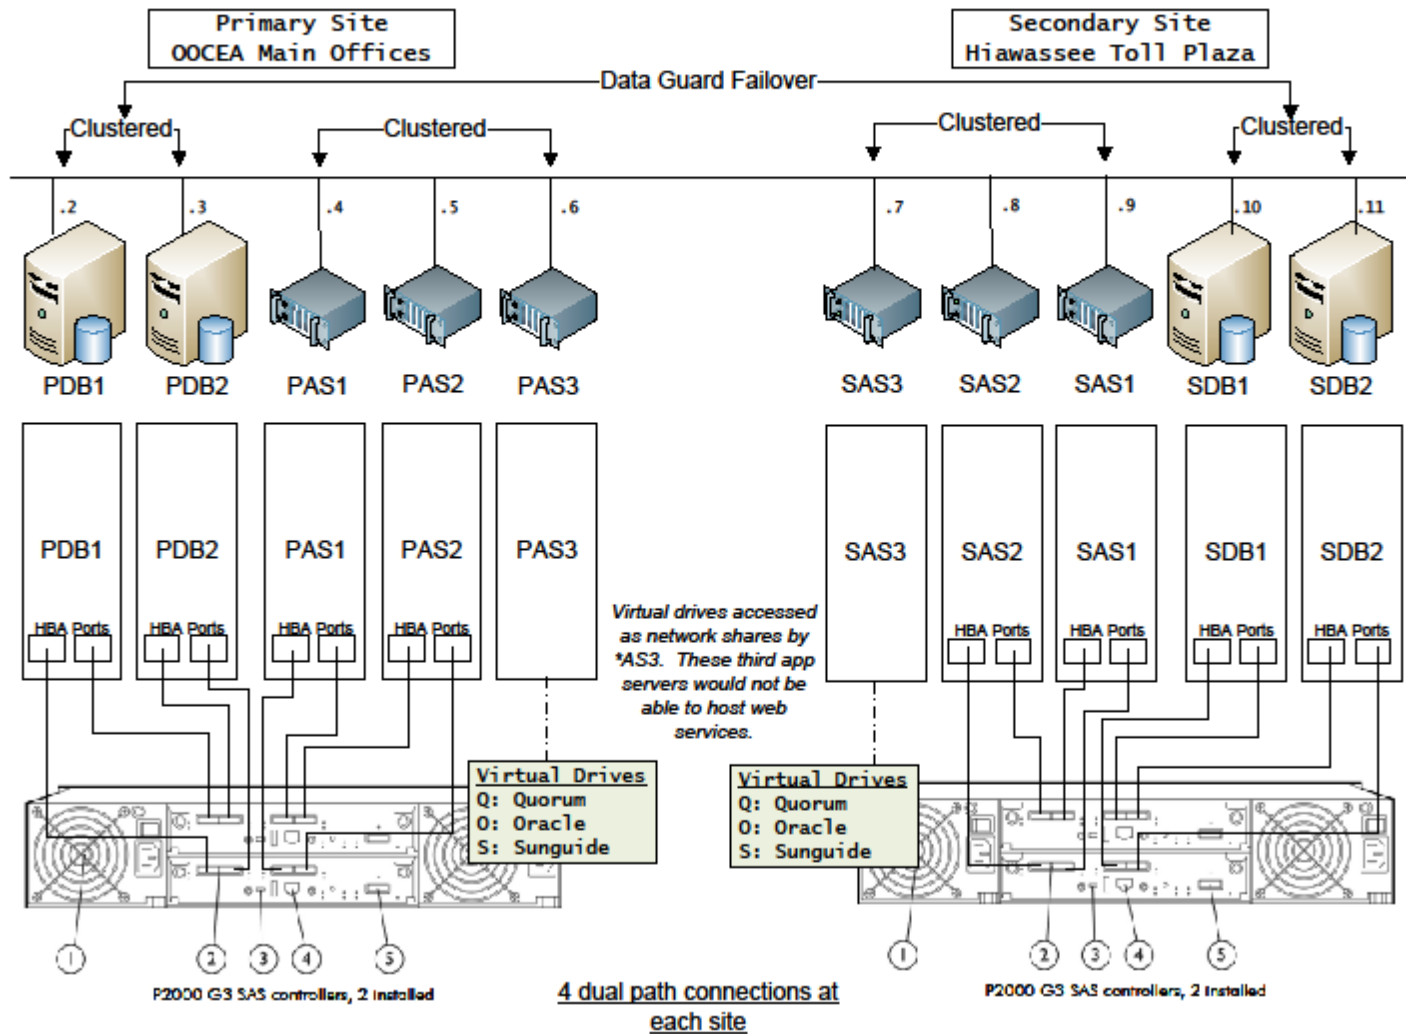 Primary Site
OOCEA Main Offices
Secondary Site
Hiawassee Toll Plaza
Data Guard Failover
Clustered
Clustered
Clustered
Clustered
.2
.3
.4
.5
.6
.7
.8
.9
.10
.11
PDB1
PDB2
PAS1
PAS2
PAS3
SAS3
SAS2
SAS1
SDB1
SDB2
PDB1
PDB2
PAS1
PAS2
PAS3
SAS3
SAS2
SAS1
SDB1
SDB2
HBA Ports
HBA Ports
HBA Ports
HBA Ports
HBA Ports
HBA Ports
HBA Ports
HBA Ports
Virtual drives accessed
as network shares by
*AS3. These third app
servers would not be
able to host web
services.
Virtual Drives
Q: Quorum
O: Oracle
S: Sunguide
Virtual Drives
Q: Quorum
O: Oracle
S: Sunguide
1
2
3
4
5
1
2
3
4
5
P2000 G3 SAS controllers, 2 installed
P2000 G3 SAS controllers, 2 installed
4 dual path connections at
each site